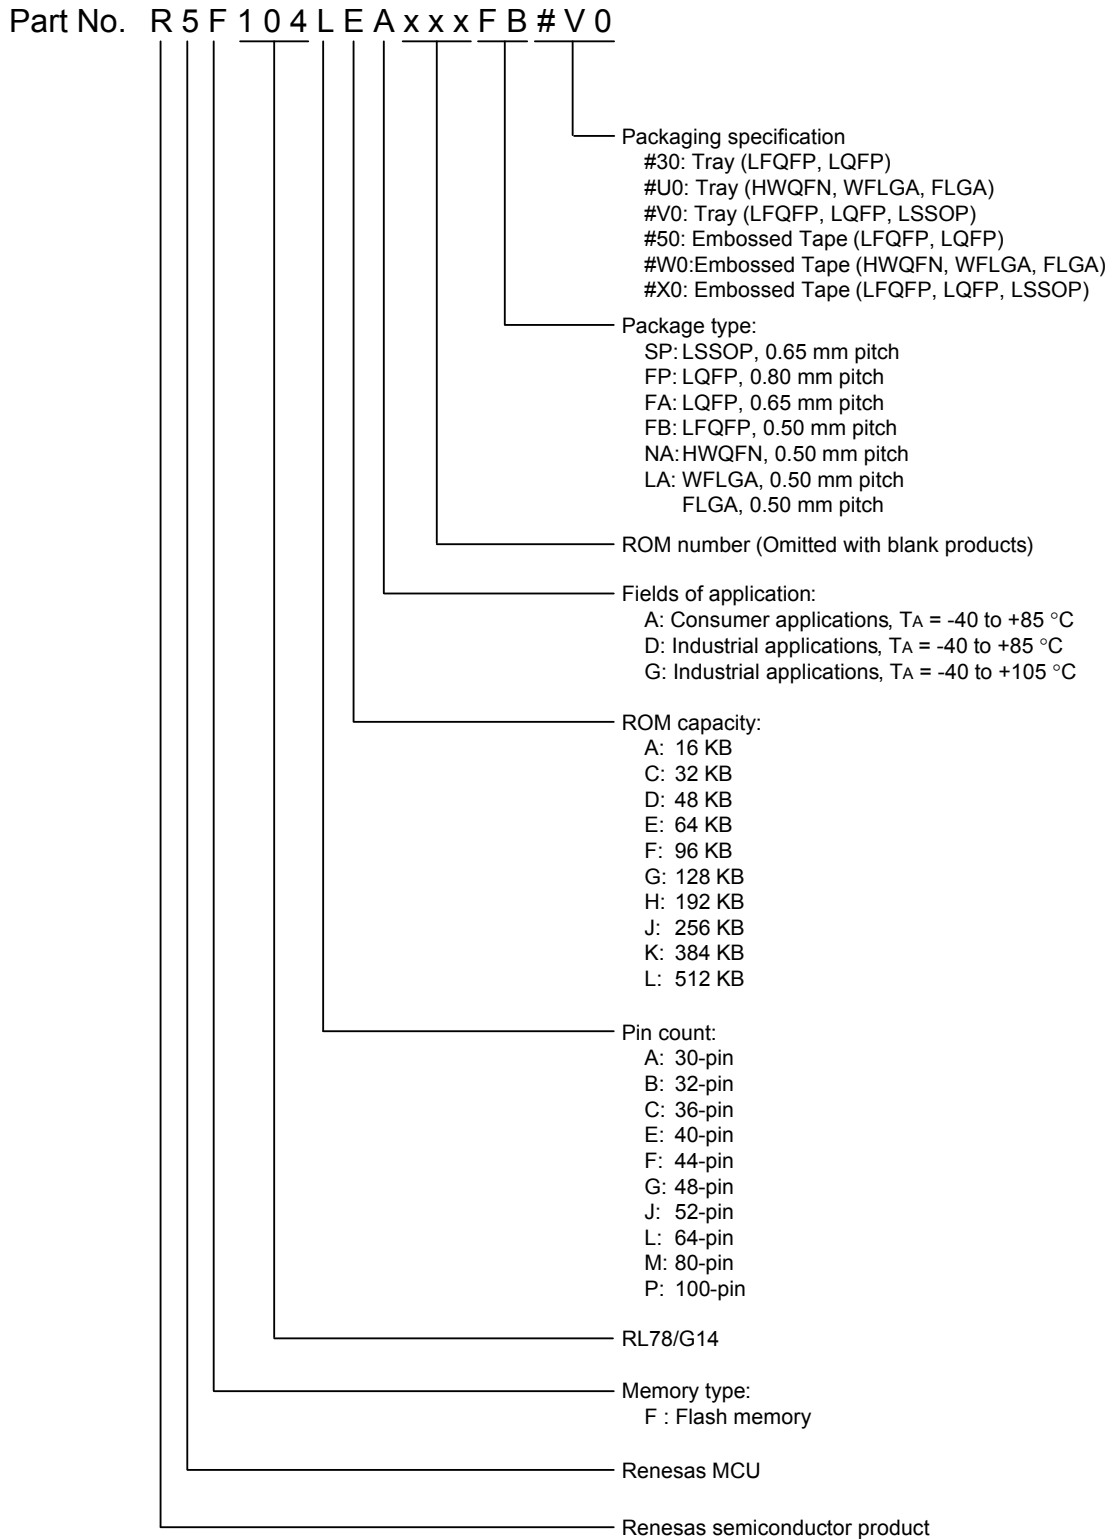 Part No. R 5 F 1 0 4 L E A x x x F B # V 0
Packaging specification
#30: Tray (LFQFP, LQFP)
#U0: Tray (HWQFN, WFLGA, FLGA)
#V0: Tray (LFQFP, LQFP, LSSOP)
#50: Embossed Tape (LFQFP, LQFP)
#W0:Embossed Tape (HWQFN, WFLGA, FLGA)
#X0: Embossed Tape (LFQFP, LQFP, LSSOP)
Package type:
SP: LSSOP, 0.65 mm pitch
FP: LQFP, 0.80 mm pitch
FA: LQFP, 0.65 mm pitch
FB: LFQFP, 0.50 mm pitch
NA: HWQFN, 0.50 mm pitch
LA: WFLGA, 0.50 mm pitch
FLGA, 0.50 mm pitch
ROM number (Omitted with blank products)
Fields of application:
A: Consumer applications, TA = -40 to +85 °C
D: Industrial applications, TA = -40 to +85 °C
G: Industrial applications, TA = -40 to +105 °C
ROM capacity:
A: 16 KB
C: 32 KB
D: 48 KB
E: 64 KB
F: 96 KB
G: 128 KB
H: 192 KB
J: 256 KB
K: 384 KB
L: 512 KB
Pin count:
A: 30-pin
B: 32-pin
C: 36-pin
E: 40-pin
F: 44-pin
G: 48-pin
J: 52-pin
L: 64-pin
M: 80-pin
P: 100-pin
RL78/G14
Memory type:
F : Flash memory
Renesas MCU
Renesas semiconductor product